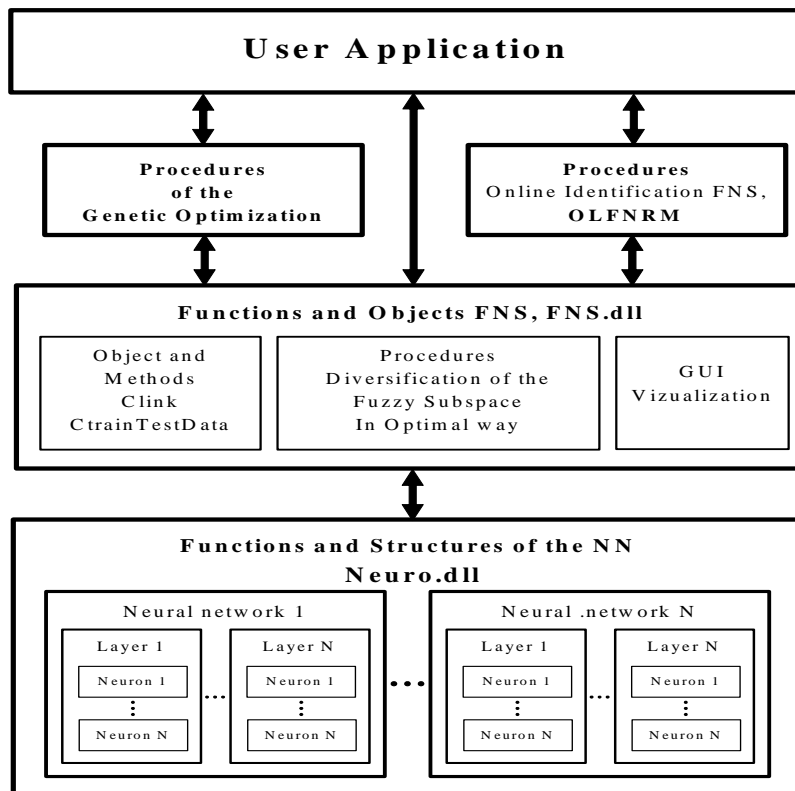 User Application
Procedures
of the
Genetic Optimization
Procedures
Online Identification FNS,
OLFNRM
Functions and Objects FNS, FNS.dll
Object and
Methods
Clink
CtrainTestData
Procedures
Diversification of the
Fuzzy Subspace
In Optimal way
GUI
Vizualization
Functions and Structures of the NN
Neuro.dll
Neural network 1
Layer 1
Neuron 1
Neuron N
...
Layer N
Neuron 1
Neuron N
...
Neural .network N
Layer 1
Neuron 1
Neuron N
...
Layer N
Neuron 1
Neuron N